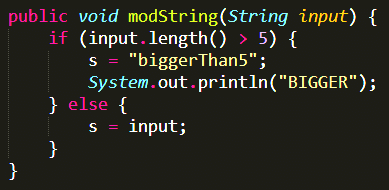 public void modString(String input) {
    if (input.length() > 5) {
        s = "biggerThan5";
        System.out.println("BIGGER");
    } else {
        s = input;
    }
}